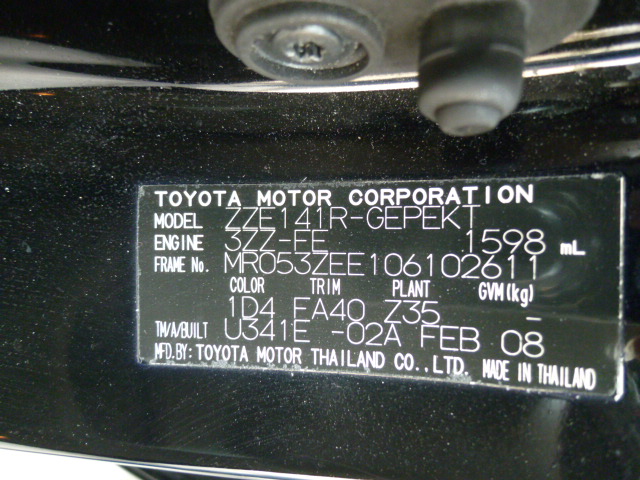 TOYOTA MOTOR CORPORATION
MODEL ZZE141R-GEPEKT
ENGINE 3ZZ-FE 1598 mL
FRAME No. MR053ZEE106102611
COLOR TRIM PLANT GVM(kg)
1D4 FA40 Z35 -
TM/A/BUILT U341E -02A FEB 08
MFD.BY: TOYOTA MOTOR THAILAND CO.,LTD. MADE IN THAILAND